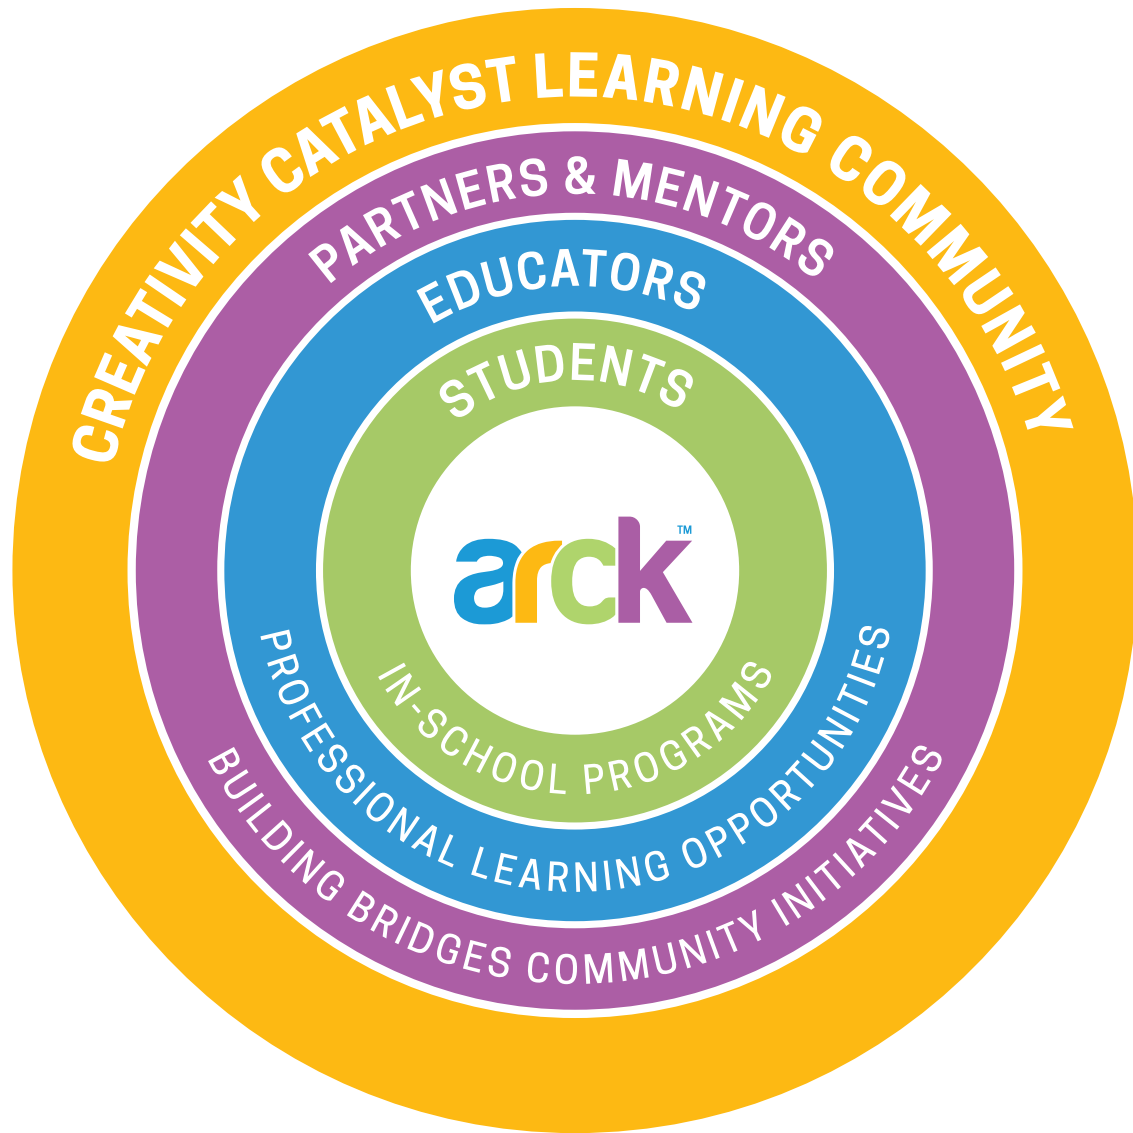 CREATIVITY CATALYST LEARNING COMMUNITY
PARTNERS & MENTORS
EDUCATORS
STUDENTS
arck™
IN-SCHOOL PROGRAMS
PROFESSIONAL LEARNING OPPORTUNITIES
BUILDING BRIDGES COMMUNITY INITIATIVES